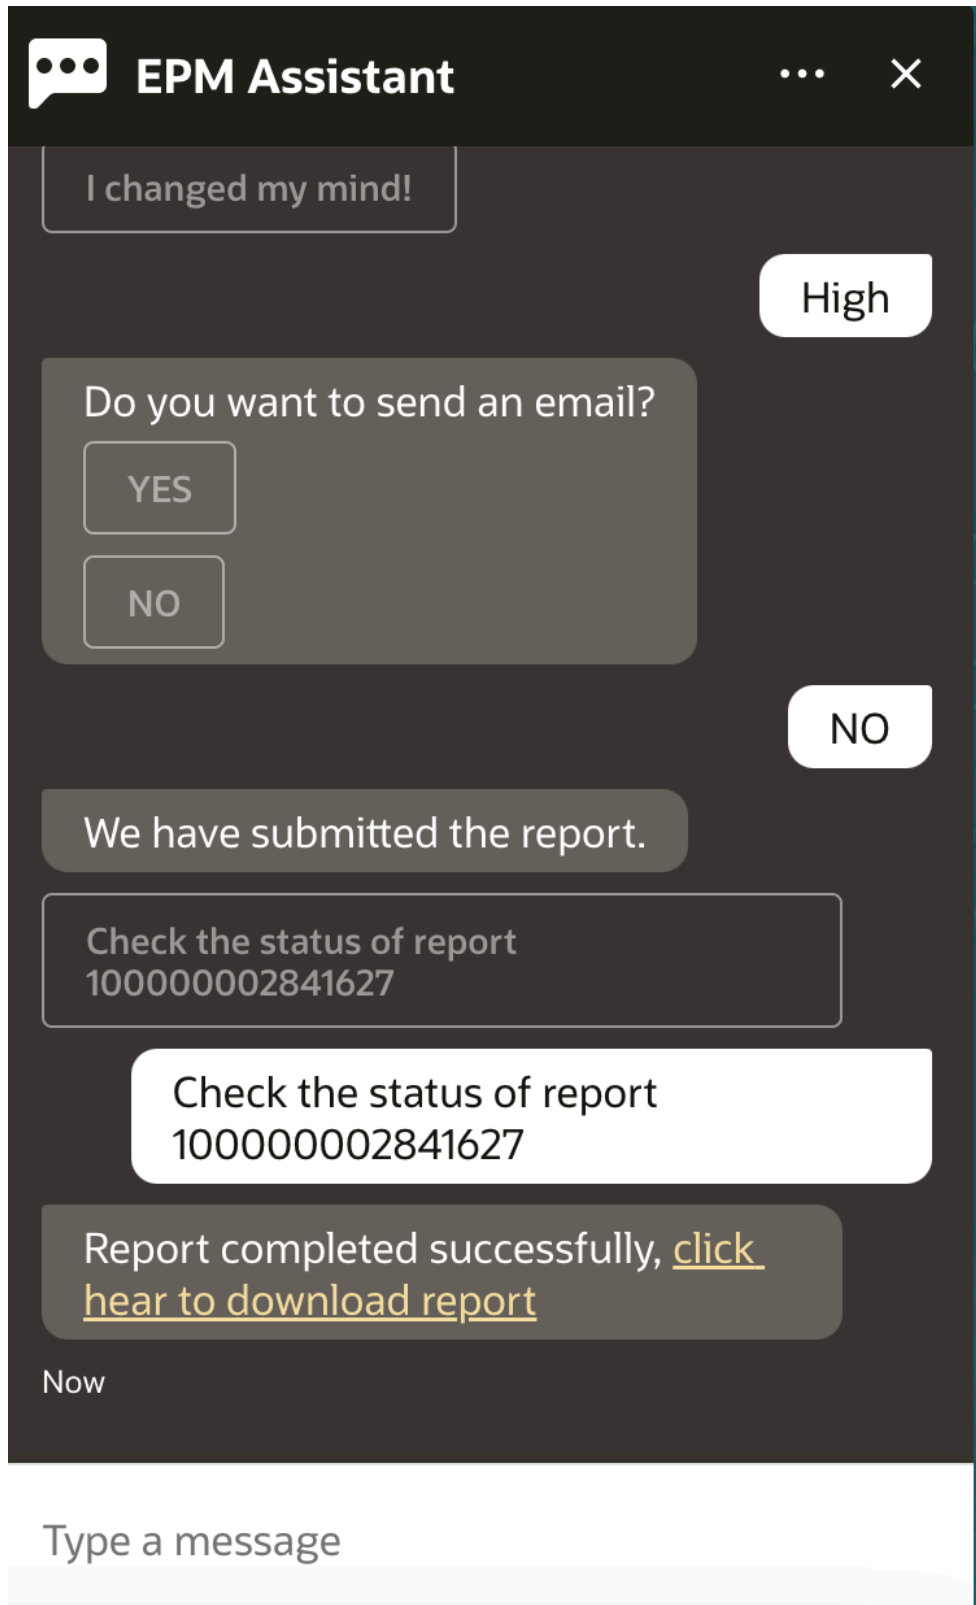 EPM Assistant
I changed my mind!
High
Do you want to send an email?
YES
NO
NO
We have submitted the report.
Check the status of report
100000002841627
Check the status of report
100000002841627
Report completed successfully, click
hear to download report
Now
Type a message